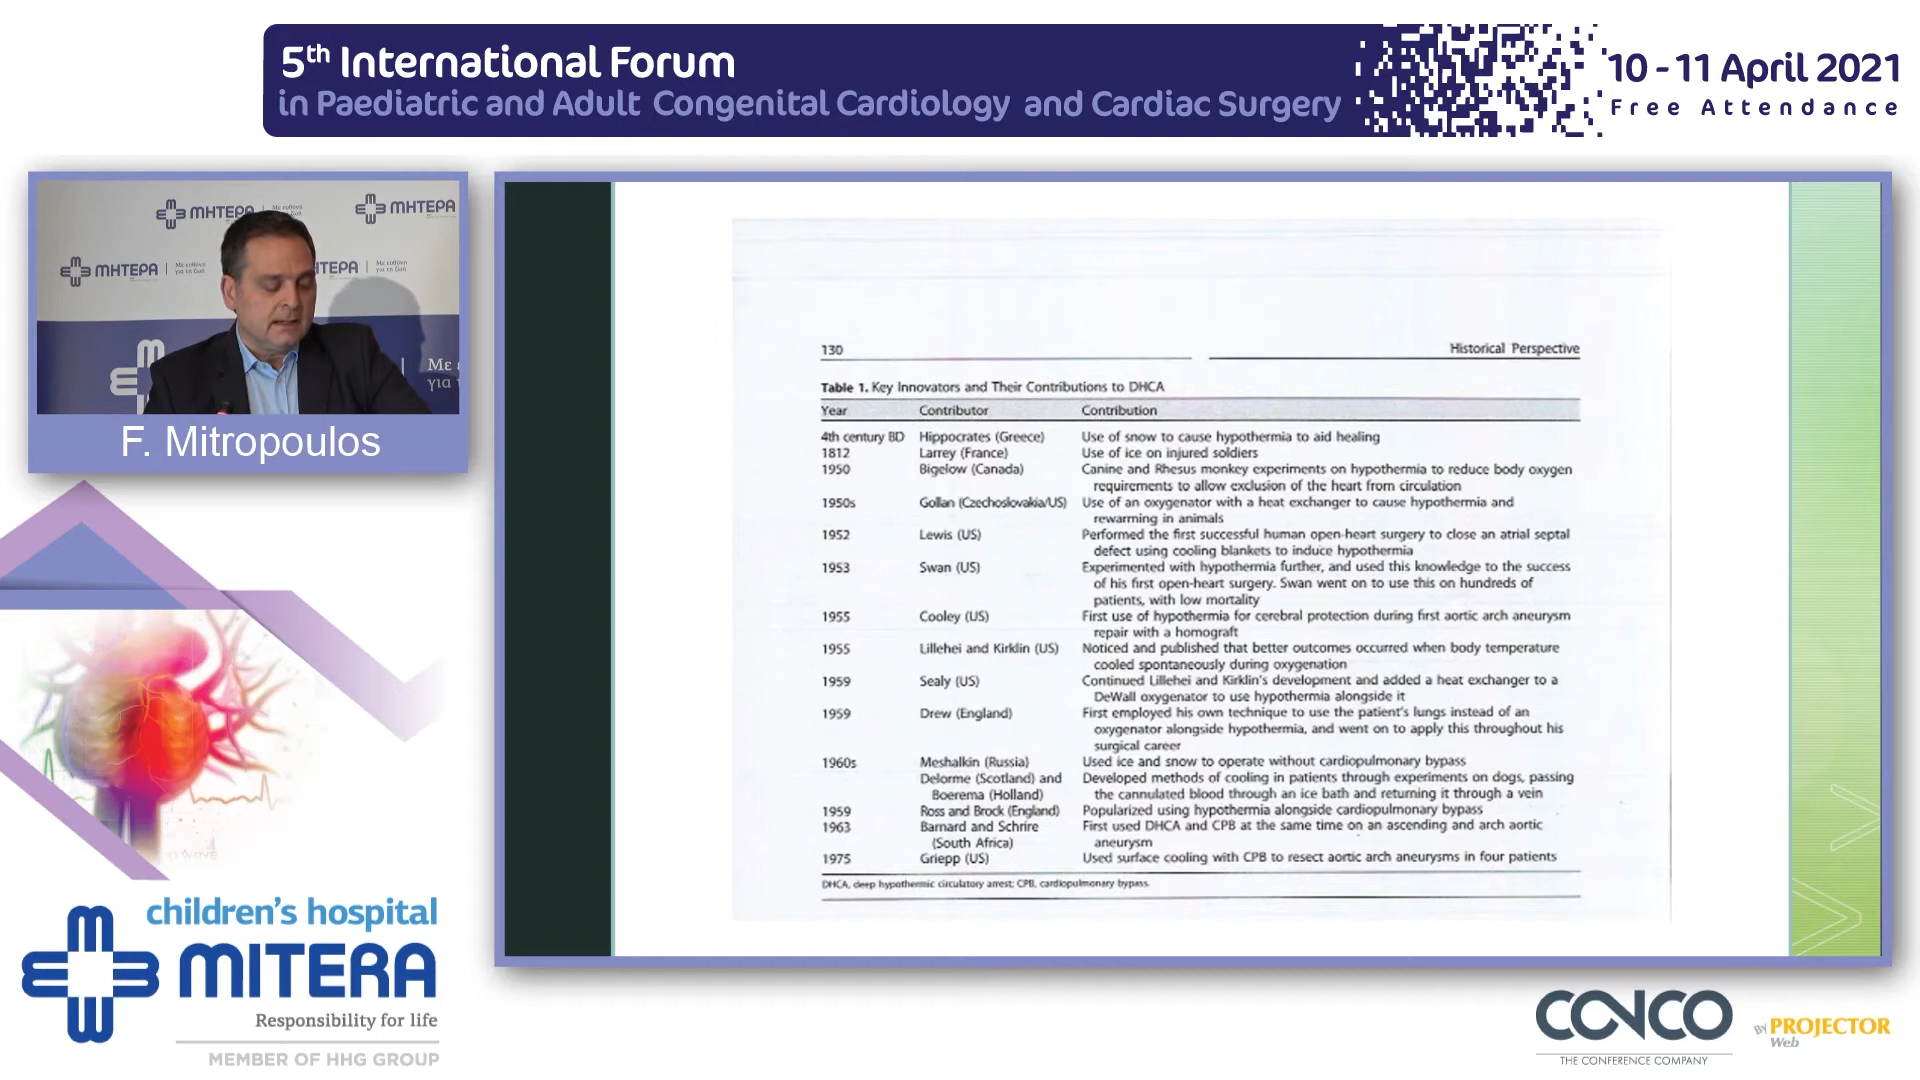 5th International Forum
in Paediatric and Adult Congenital Cardiology and Cardiac Surgery
10 - 11 April 2021
Free Attendance
ΜΗΤΕΡΑ
ΜΗΤΕΡΑ
ΜΗΤΕΡΑ | Με ευθύνη
για τη ζωή
ΤΕΡΑ | Με ευθύνη
για τη ζωή
Με
για
F. Mitropoulos
130
Historical Perspective
Table 1. Key Innovators and Their Contributions to DHCA
Year Contributor Contribution
4th century BD Hippocrates (Greece) Use of snow to cause hypothermia to aid healing
1812 Larrey (France) Use of ice on injured soldiers
1950 Bigelow (Canada) Canine and Rhesus monkey experiments on hypothermia to reduce body oxygen
requirements to allow exclusion of the heart from circulation
1950s Gollan (Czechoslovakia/US) Use of an oxygenator with a heat exchanger to cause hypothermia and
rewarming in animals
1952 Lewis (US) Performed the first successful human open-heart surgery to close an atrial septal
defect using cooling blankets to induce hypothermia
1953 Swan (US) Experimented with hypothermia further, and used this knowledge to the success
of his first open-heart surgery. Swan went on to use this on hundreds of
patients, with low mortality
1955 Cooley (US) First use of hypothermia for cerebral protection during first aortic arch aneurysm
repair with a homograft
1955 Lillehei and Kirklin (US) Noticed and published that better outcomes occurred when body temperature
cooled spontaneously during oxygenation
1959 Sealy (US) Continued Lillehei and Kirklin's development and added a heat exchanger to a
DeWall oxygenator to use hypothermia alongside it
1959 Drew (England) First employed his own technique to use the patient's lungs instead of an
oxygenator alongside hypothermia, and went on to apply this throughout his
surgical career
1960s Meshalkin (Russia) Used ice and snow to operate without cardiopulmonary bypass
Delorme (Scotland) and Developed methods of cooling in patients through experiments on dogs, passing
Boerema (Holland) the cannulated blood through an ice bath and returning it through a vein
1959 Ross and Brock (England) Popularized using hypothermia alongside cardiopulmonary bypass
1963 Barnard and Schrire First used DHCA and CPB at the same time on an ascending and arch aortic
(South Africa) aneurysm
1975 Griepp (US) Used surface cooling with CPB to resect aortic arch aneurysms in four patients
DHCA, deep hypothermic circulatory arrest; CPB, cardiopulmonary bypass.
children's hospital
MITERA
Responsibility for life
MEMBER OF HHG GROUP
CONCO
THE CONFERENCE COMPANY
BY PROJECTOR
Web